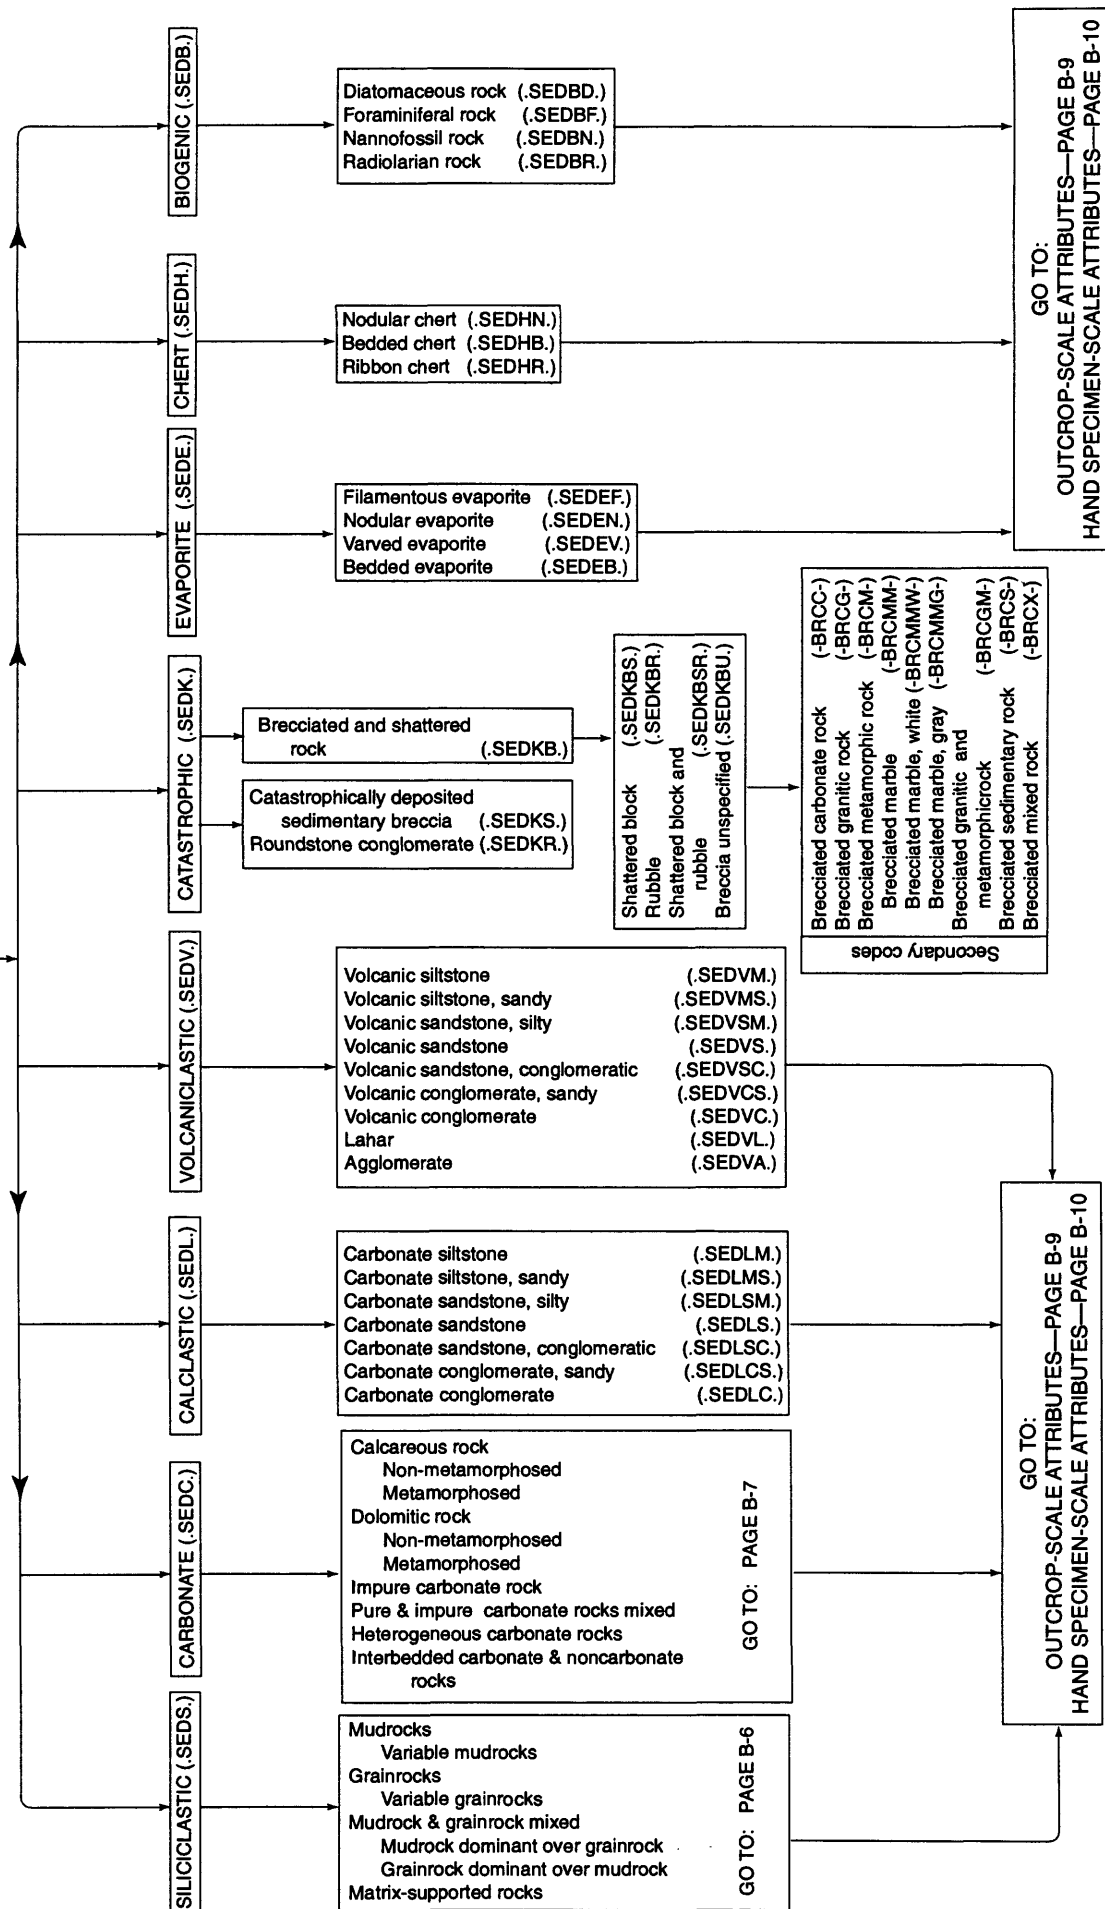 BIOGENIC (.SEDB.)
Diatomaceous rock (.SEDBD.)
Foraminiferal rock (.SEDBF.)
Nannofossil rock (.SEDBN.)
Radiolarian rock (.SEDBR.)
CHERT (.SEDH.)
Nodular chert (.SEDHN.)
Bedded chert (.SEDHB.)
Ribbon chert (.SEDHR.)
EVAPORITE (.SEDE.)
Filamentous evaporite (.SEDEF.)
Nodular evaporite (.SEDEN.)
Varved evaporite (.SEDEV.)
Bedded evaporite (.SEDEB.)
GO TO:
OUTCROP-SCALE ATTRIBUTES—PAGE B-9
HAND SPECIMEN-SCALE ATTRIBUTES—PAGE B-10
CATASTROPHIC (.SEDK.)
Brecciated and shattered
rock (.SEDKB.)
Catastrophically deposited
sedimentary breccia (.SEDKS.)
Roundstone conglomerate (.SEDKR.)
Shattered block (.SEDKBS.)
Rubble (.SEDKBR.)
Shattered block and
rubble (.SEDKBSR.)
Breccia unspecified (.SEDKBU.)
Secondary codes
Brecciated carbonate rock (-BRCC-)
Brecciated granitic rock (-BRCG-)
Brecciated metamorphic rock (-BRCM-)
Brecciated marble (-BRCMM-)
Brecciated marble, white (-BRCMMW-)
Brecciated marble, gray (-BRCMMG-)
Brecciated granitic and
metamorphicrock (-BRCGM-)
Brecciated sedimentary rock (-BRCS-)
Brecciated mixed rock (-BRCX-)
VOLCANICLASTIC (.SEDV.)
Volcanic siltstone (.SEDVM.)
Volcanic siltstone, sandy (.SEDVMS.)
Volcanic sandstone, silty (.SEDVSM.)
Volcanic sandstone (.SEDVS.)
Volcanic sandstone, conglomeratic (.SEDVSC.)
Volcanic conglomerate, sandy (.SEDVCS.)
Volcanic conglomerate (.SEDVC.)
Lahar (.SEDVL.)
Agglomerate (.SEDVA.)
CALCLASTIC (.SEDL.)
Carbonate siltstone (.SEDLM.)
Carbonate siltstone, sandy (.SEDLMS.)
Carbonate sandstone, silty (.SEDLSM.)
Carbonate sandstone (.SEDLS.)
Carbonate sandstone, conglomeratic (.SEDLSC.)
Carbonate conglomerate, sandy (.SEDLCS.)
Carbonate conglomerate (.SEDLC.)
CARBONATE (.SEDC.)
Calcareous rock
Non-metamorphosed
Metamorphosed
Dolomitic rock
Non-metamorphosed
Metamorphosed
Impure carbonate rock
Pure & impure carbonate rocks mixed
Heterogeneous carbonate rocks
Interbedded carbonate & noncarbonate
rocks
GO TO: PAGE B-7
SILICICLASTIC (.SEDS.)
Mudrocks
Variable mudrocks
Grainrocks
Variable grainrocks
Mudrock & grainrock mixed
Mudrock dominant over grainrock
Grainrock dominant over mudrock
Matrix-supported rocks
GO TO: PAGE B-6
GO TO:
OUTCROP-SCALE ATTRIBUTES—PAGE B-9
HAND SPECIMEN-SCALE ATTRIBUTES—PAGE B-10